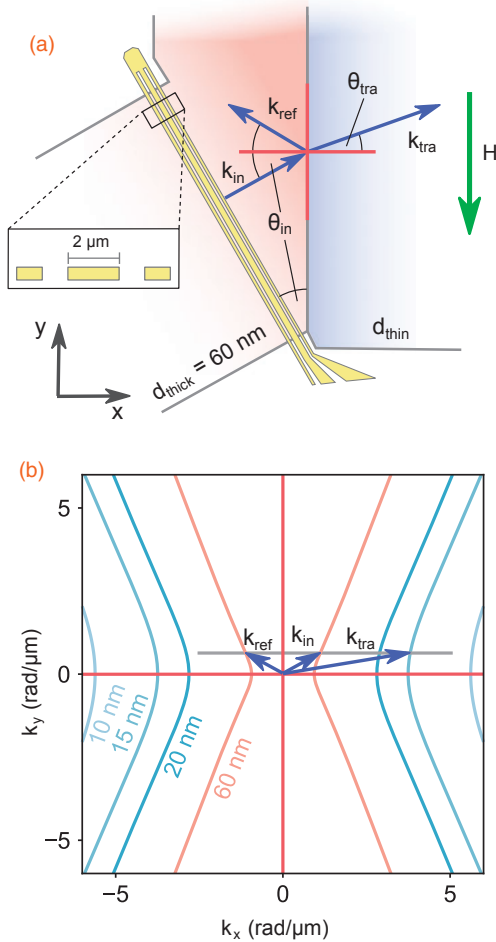 (a)
k_ref
θ_tra
k_tra
H
k_in
θ_in
2 µm
d_thin
d_thick = 60 nm
y
x
(b)
5
k_ref
k_in
k_tra
0
10 nm
15 nm
20 nm
60 nm
−5
k_y (rad/µm)
−5
0
5
k_x (rad/µm)